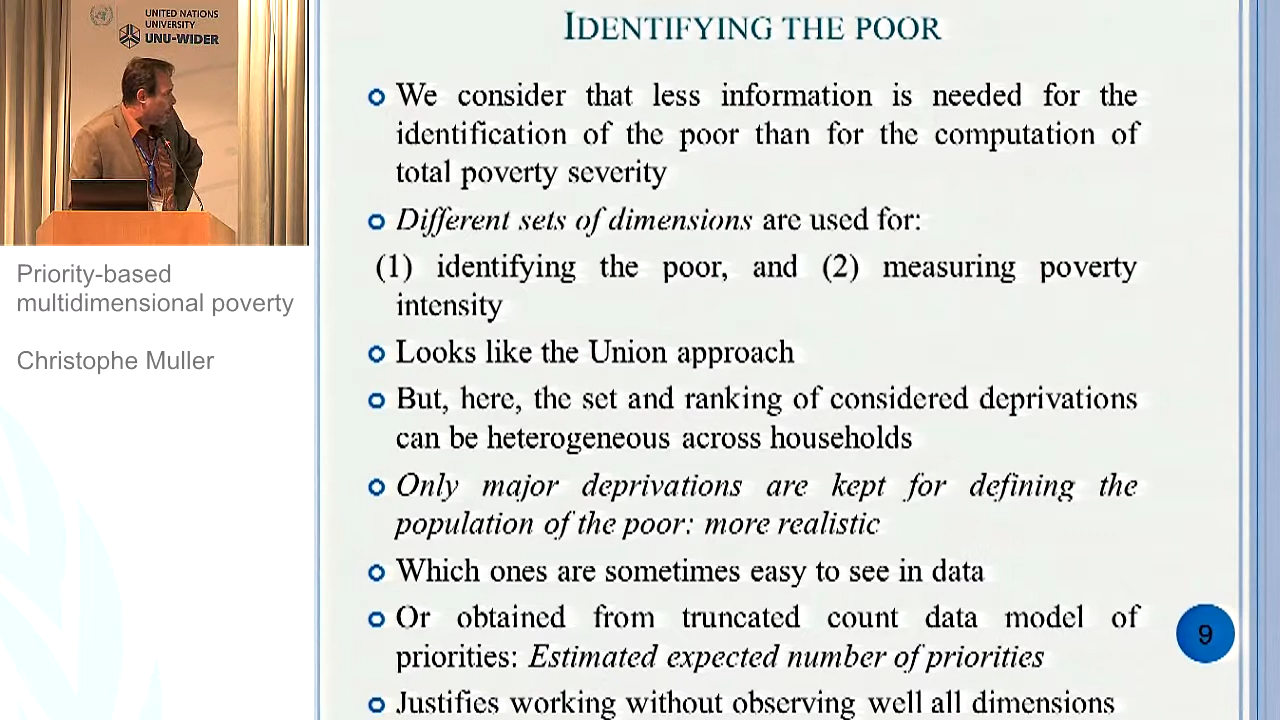 UNITED NATIONS
UNIVERSITY
UNU-WIDER
Priority-based
multidimensional poverty
Christophe Muller
IDENTIFYING THE POOR
We consider that less information is needed for the
identification of the poor than for the computation of
total poverty severity
Different sets of dimensions are used for:
(1) identifying the poor, and (2) measuring poverty
intensity
Looks like the Union approach
But, here, the set and ranking of considered deprivations
can be heterogeneous across households
Only major deprivations are kept for defining the
population of the poor: more realistic
Which ones are sometimes easy to see in data
Or obtained from truncated count data model of
priorities: Estimated expected number of priorities
Justifies working without observing well all dimensions
9